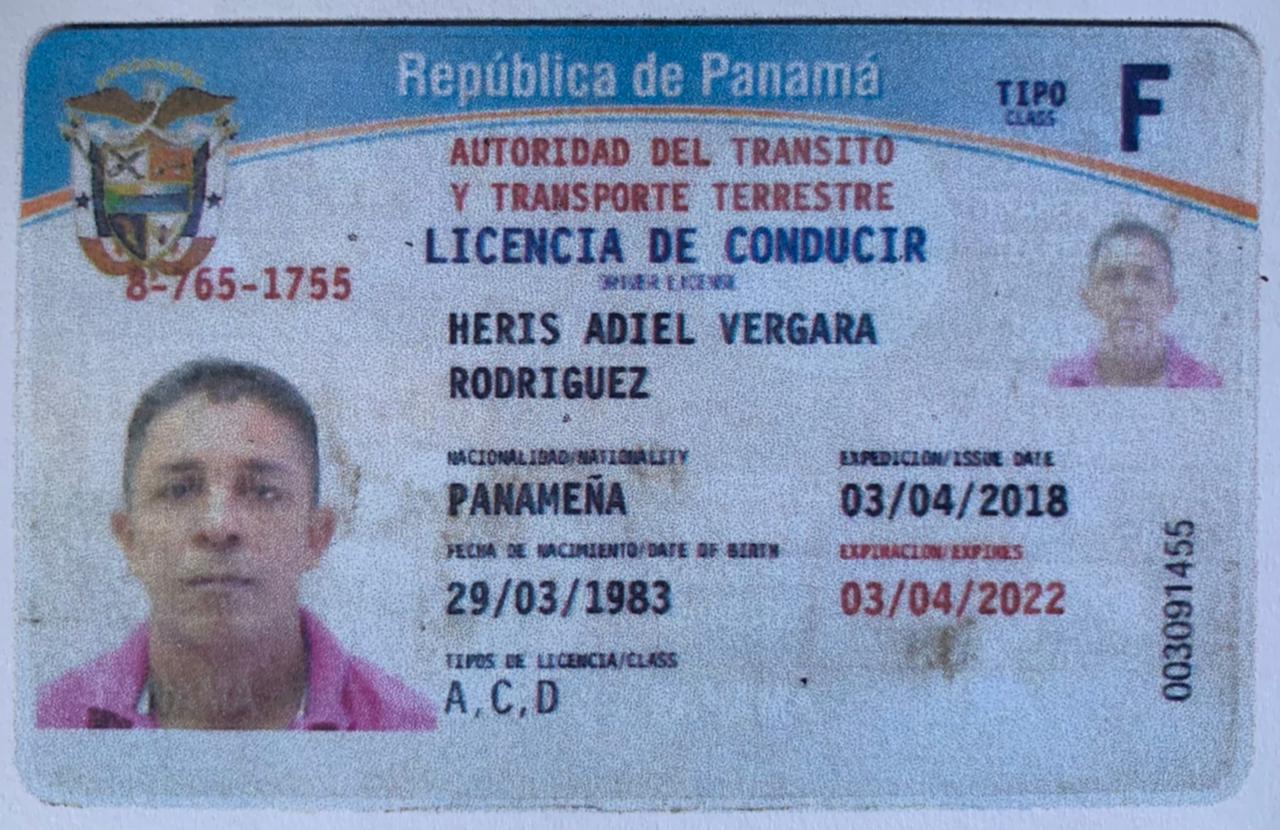 República de Panamá
TIPO F
CLASS
AUTORIDAD DEL TRANSITO
Y TRANSPORTE TERRESTRE
LICENCIA DE CONDUCIR
DRIVER LICENSE
8-765-1755
HERIS ADIEL VERGARA
RODRIGUEZ
NACIONALIDAD/NATIONALITY
PANAMEÑA
EXPEDICION/ISSUE DATE
03/04/2018
FECHA DE NACIMIENTO/DATE OF BIRTH
29/03/1983
EXPIRACION/EXPIRES
03/04/2022
TIPOS DE LICENCIA/CLASS
A,C,D
003091455